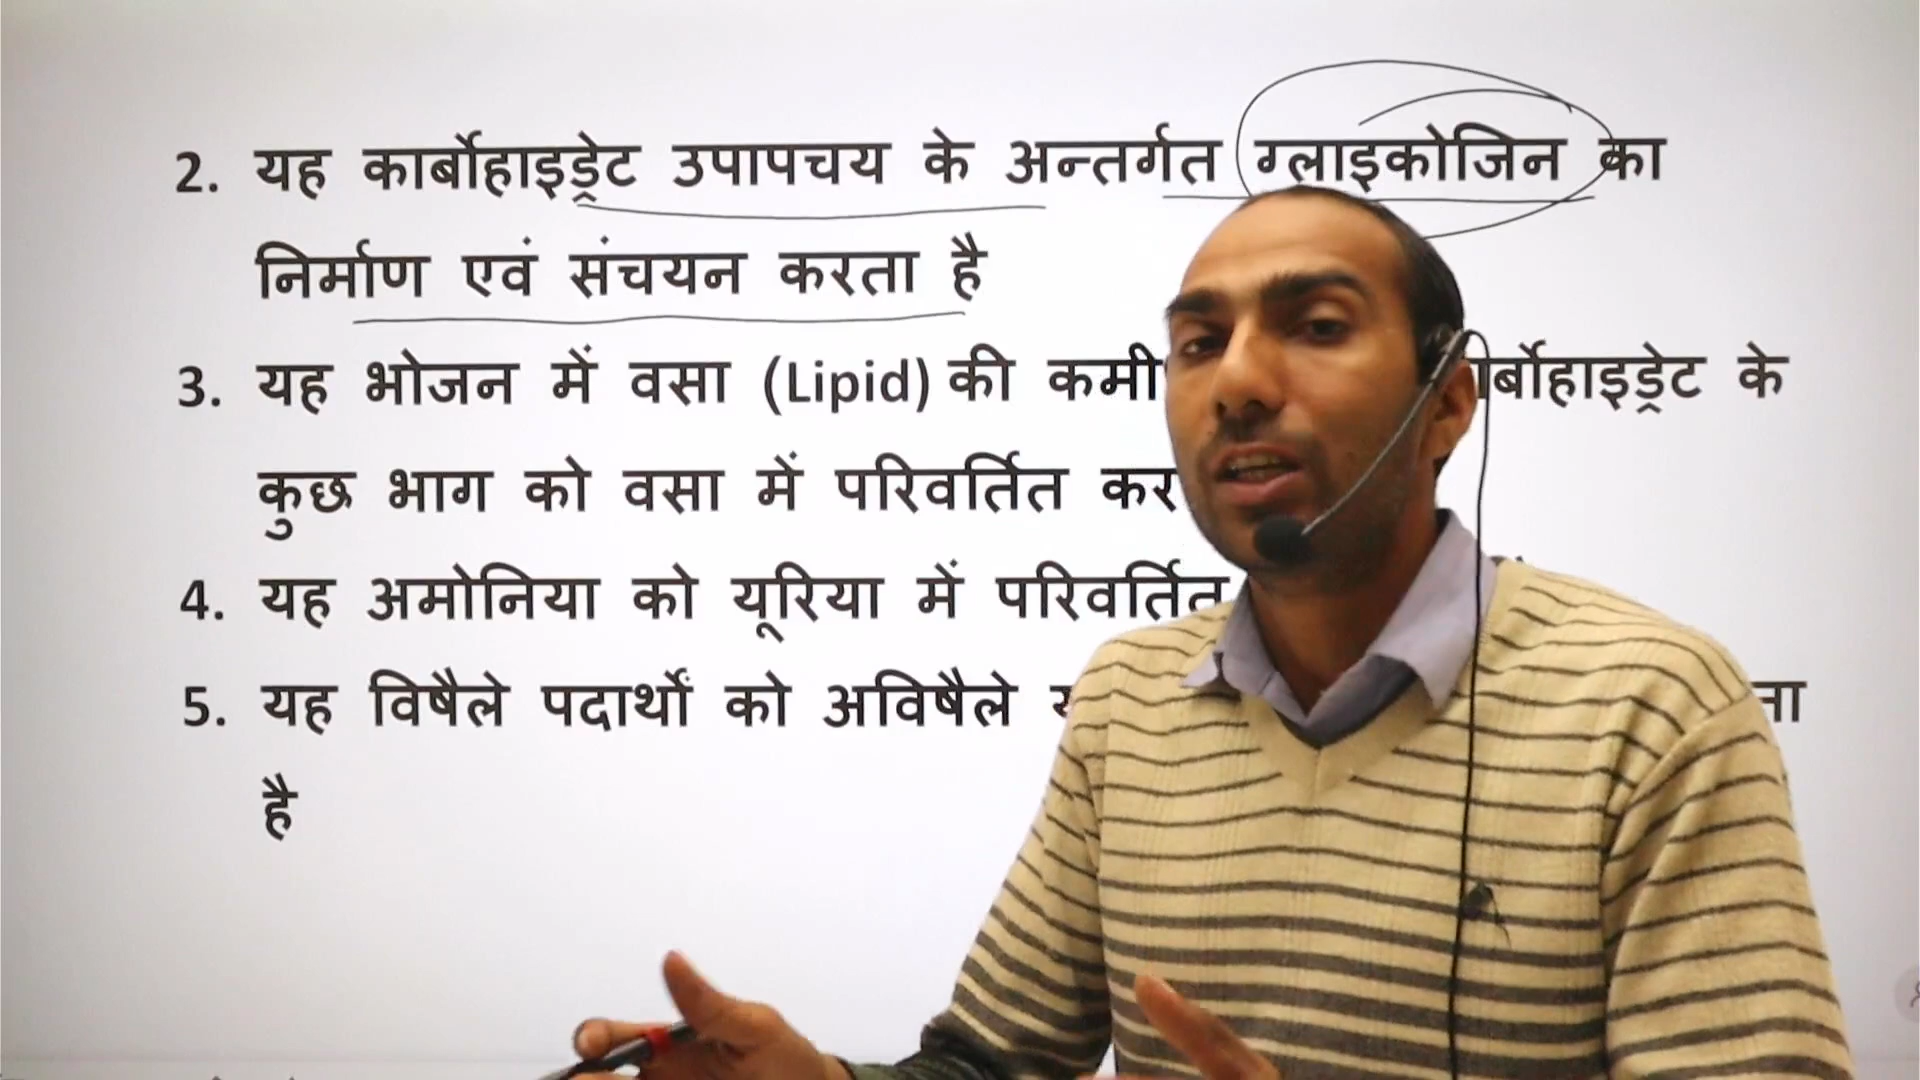 2. यह कार्बोहाइड्रेट उपापचय के अन्तर्गत ग्लाइकोजिन का
निर्माण एवं संचयन करता है
3. यह भोजन में वसा (Lipid) की कमी के
कुछ भाग को वसा में परिवर्तित कर
4. यह अमोनिया को यूरिया में परिवर्तित
5. यह विषैले पदार्थों को अविषैले
है